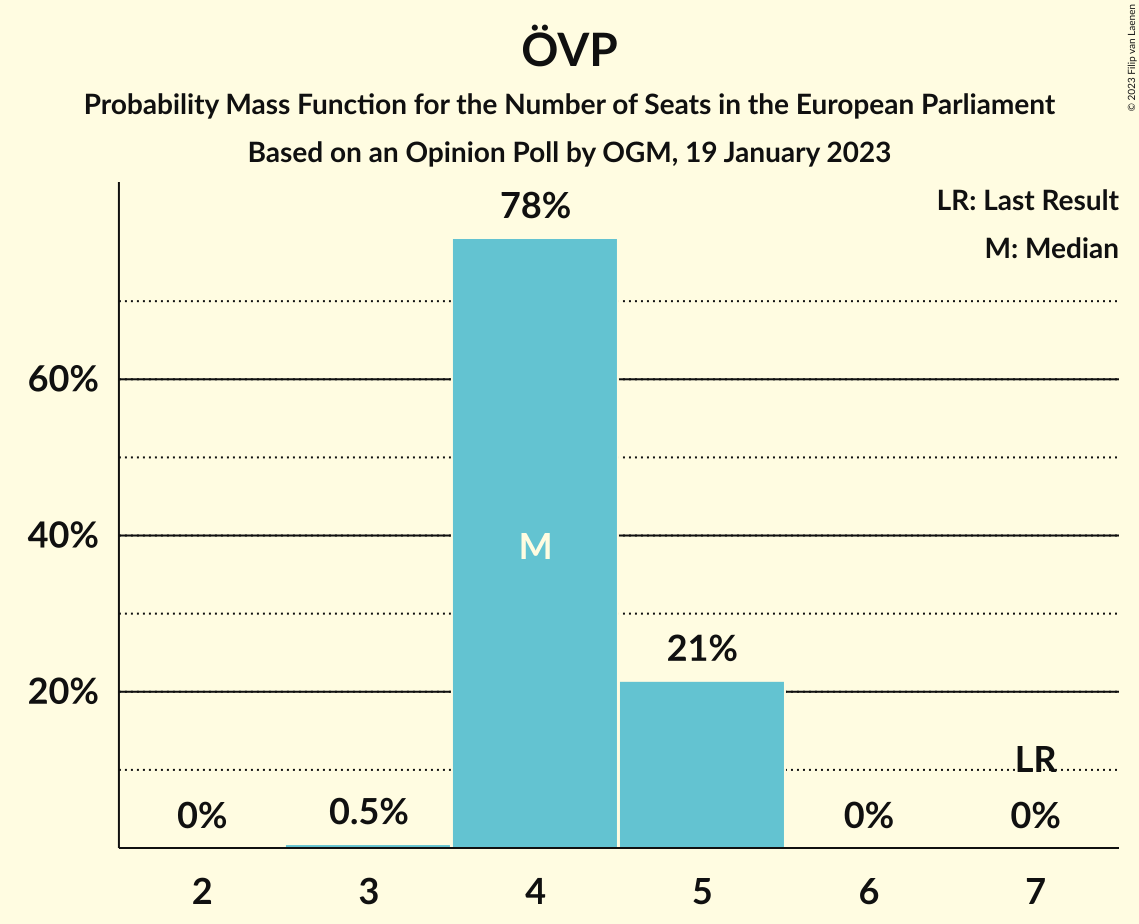 ÖVP
Probability Mass Function for the Number of Seats in the European Parliament
Based on an Opinion Poll by OGM, 19 January 2023
© 2023 Filip van Laenen
LR: Last Result
M: Median
78%
60%
40%
M
21%
20%
LR
0%
0.5%
0%
0%
2
3
4
5
6
7